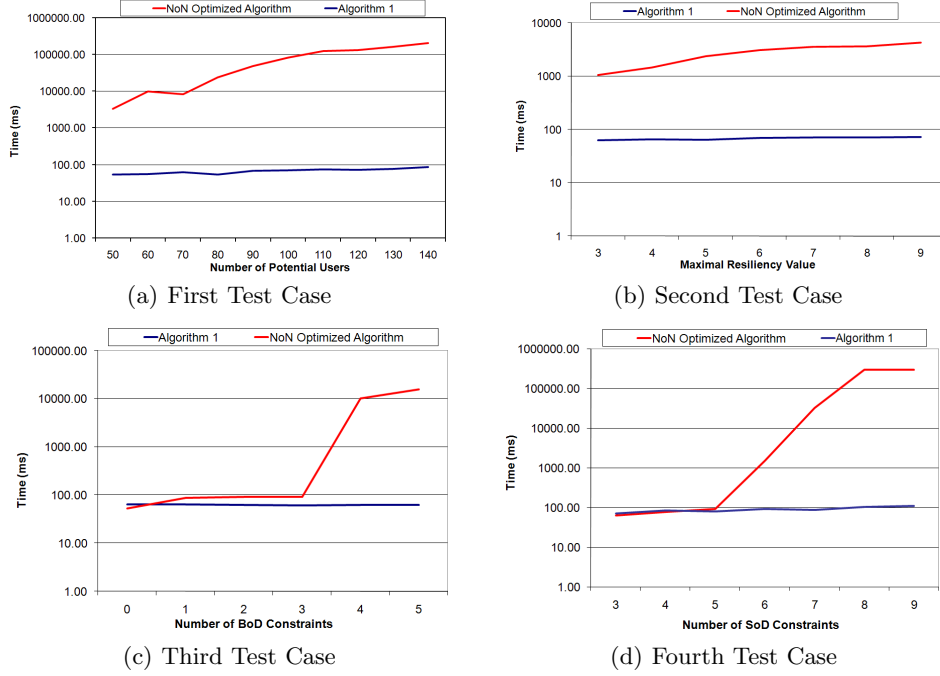 NoN Optimized Algorithm Algorithm 1
1000000.00
100000.00
10000.00
1000.00
100.00
10.00
1.00
Time (ms)
50 60 70 80 90 100 110 120 130 140
Number of Potential Users
(a) First Test Case
Algorithm 1 NoN Optimized Algorithm
10000
1000
100
10
1
Time (ms)
3 4 5 6 7 8 9
Maximal Resiliency Value
(b) Second Test Case
Algorithm 1 NoN Optimized Algorithm
100000.00
10000.00
1000.00
100.00
10.00
1.00
Time (ms)
0 1 2 3 4 5
Number of BoD Constraints
(c) Third Test Case
NoN Optimized Algorithm Algorithm 1
1000000.00
100000.00
10000.00
1000.00
100.00
10.00
1.00
Time (ms)
3 4 5 6 7 8 9
Number of SoD Constraints
(d) Fourth Test Case